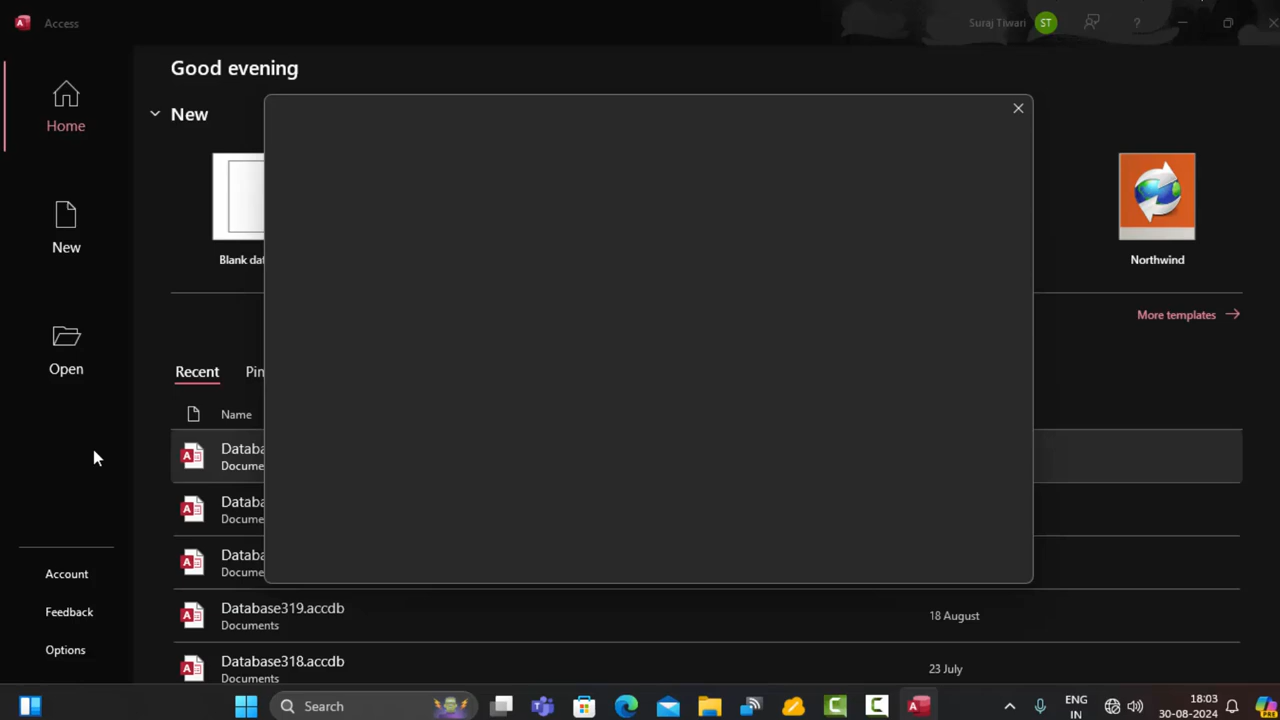 Access
Suraj Tiwari ST
?
Good evening
Home
New
Blank dat
Northwind
New
More templates
Open
Recent Pin
Name
Databa
Docume
Databa
Docume
Databa
Docume
Database319.accdb
Documents
18 August
Database318.accdb
Documents
23 July
Account
Feedback
Options
Search
ENG
IN
18:03
30-08-2024
PRE